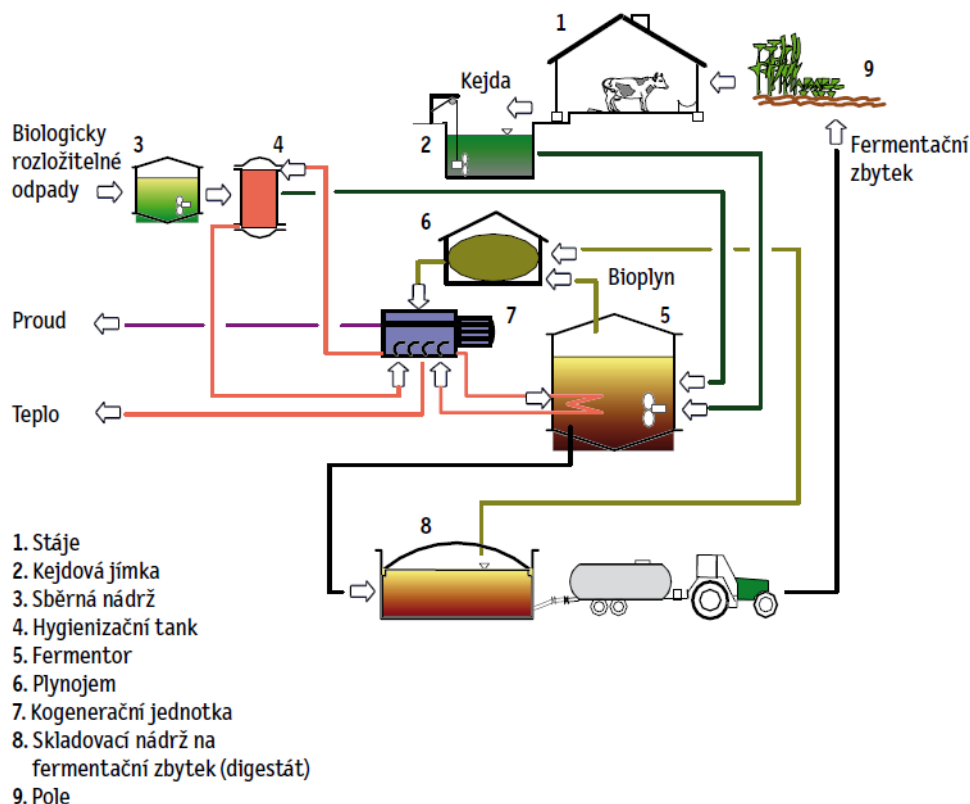 1
9
Kejda
2
Biologicky
rozložitelné
odpady
3
4
Fermentační
zbytek
6
Bioplyn
Proud
7
5
Teplo
8
1. Stáje
2. Kejdová jímka
3. Sběrná nádrž
4. Hygienizační tank
5. Fermentor
6. Plynojem
7. Kogenerační jednotka
8. Skladovací nádrž na
fermentační zbytek (digestát)
9. Pole